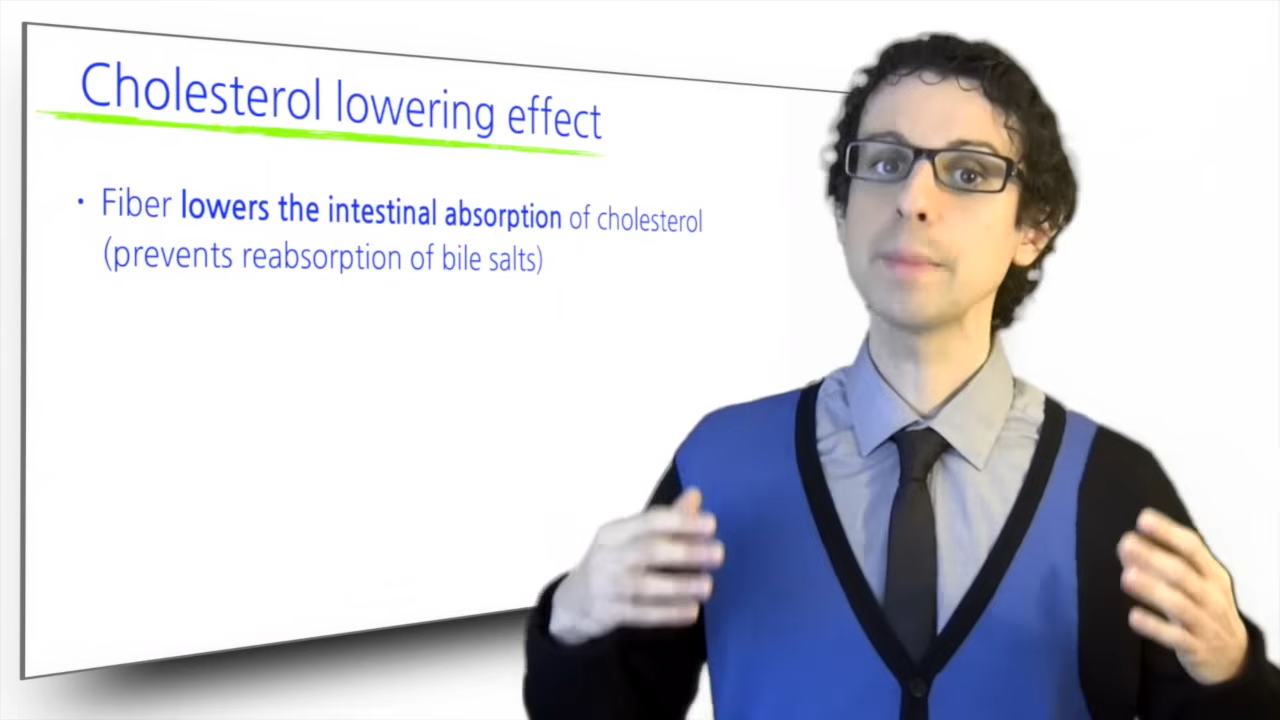 Cholesterol lowering effect
• Fiber lowers the intestinal absorption of cholesterol
(prevents reabsorption of bile salts)